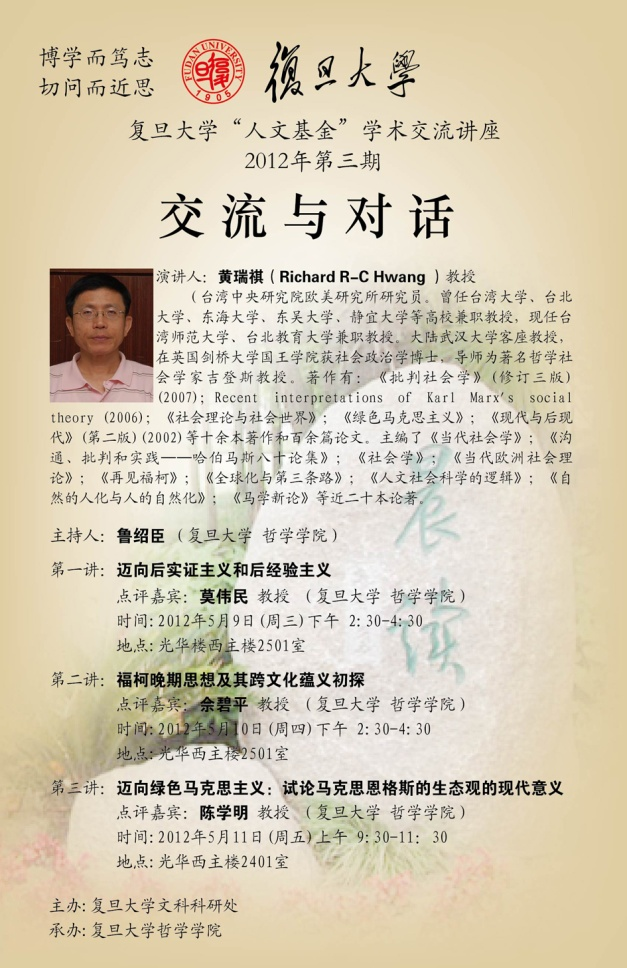 博学而笃志
切问而近思
FUDAN UNIVERSITY
1905
復旦大學
复旦大学“人文基金”学术交流讲座
2012年第三期
交流与对话
演讲人：黄瑞祺（Richard R-C Hwang ）教授
（台湾中央研究院欧美研究所研究员。曾任台湾大学、台北
大学、东海大学、东吴大学、静宜大学等高校兼职教授，现任台
湾师范大学、台北教育大学兼职教授、大陆武汉大学客座教授，
在英国剑桥大学国王学院获社会政治学博士，导师为著名哲学社
会学家吉登斯教授。著作有：《批判社会学》(修订三版)
(2007)；Recent interpretations of Karl Marx's social
theory (2006)；《社会理论与社会世界》；《绿色马克思主义》；《现代与后现
代》(第二版)(2002)等十余本著作和百余篇论文。主编了《当代社会学》；《沟
通、批判和实践——哈伯马斯八十论集》；《社会学》；《当代欧洲社会理
论》；《再见福柯》；《全球化与第三条路》；《人文社会科学的逻辑》；《自
然的人化与人的自然化》；《马学新论》等近二十本论著。
主持人：鲁绍臣 （复旦大学 哲学学院）
第一讲：迈向后实证主义和后经验主义
点评嘉宾：莫伟民 教授 （复旦大学 哲学学院）
时间:2012年5月9日(周三)下午 2:30-4:30
地点:光华楼西主楼2501室
第二讲：福柯晚期思想及其跨文化蕴义初探
点评嘉宾：佘碧平 教授 （复旦大学 哲学学院）
时间:2012年5月10日(周四)下午 2:30-4:30
地点:光华西主楼2501室
第三讲：迈向绿色马克思主义：试论马克思恩格斯的生态观的现代意义
点评嘉宾：陈学明 教授 （复旦大学 哲学学院）
时间:2012年5月11日(周五)上午 9:30-11：30
地点:光华西主楼2401室
主办:复旦大学文科科研处
承办:复旦大学哲学学院
晨读